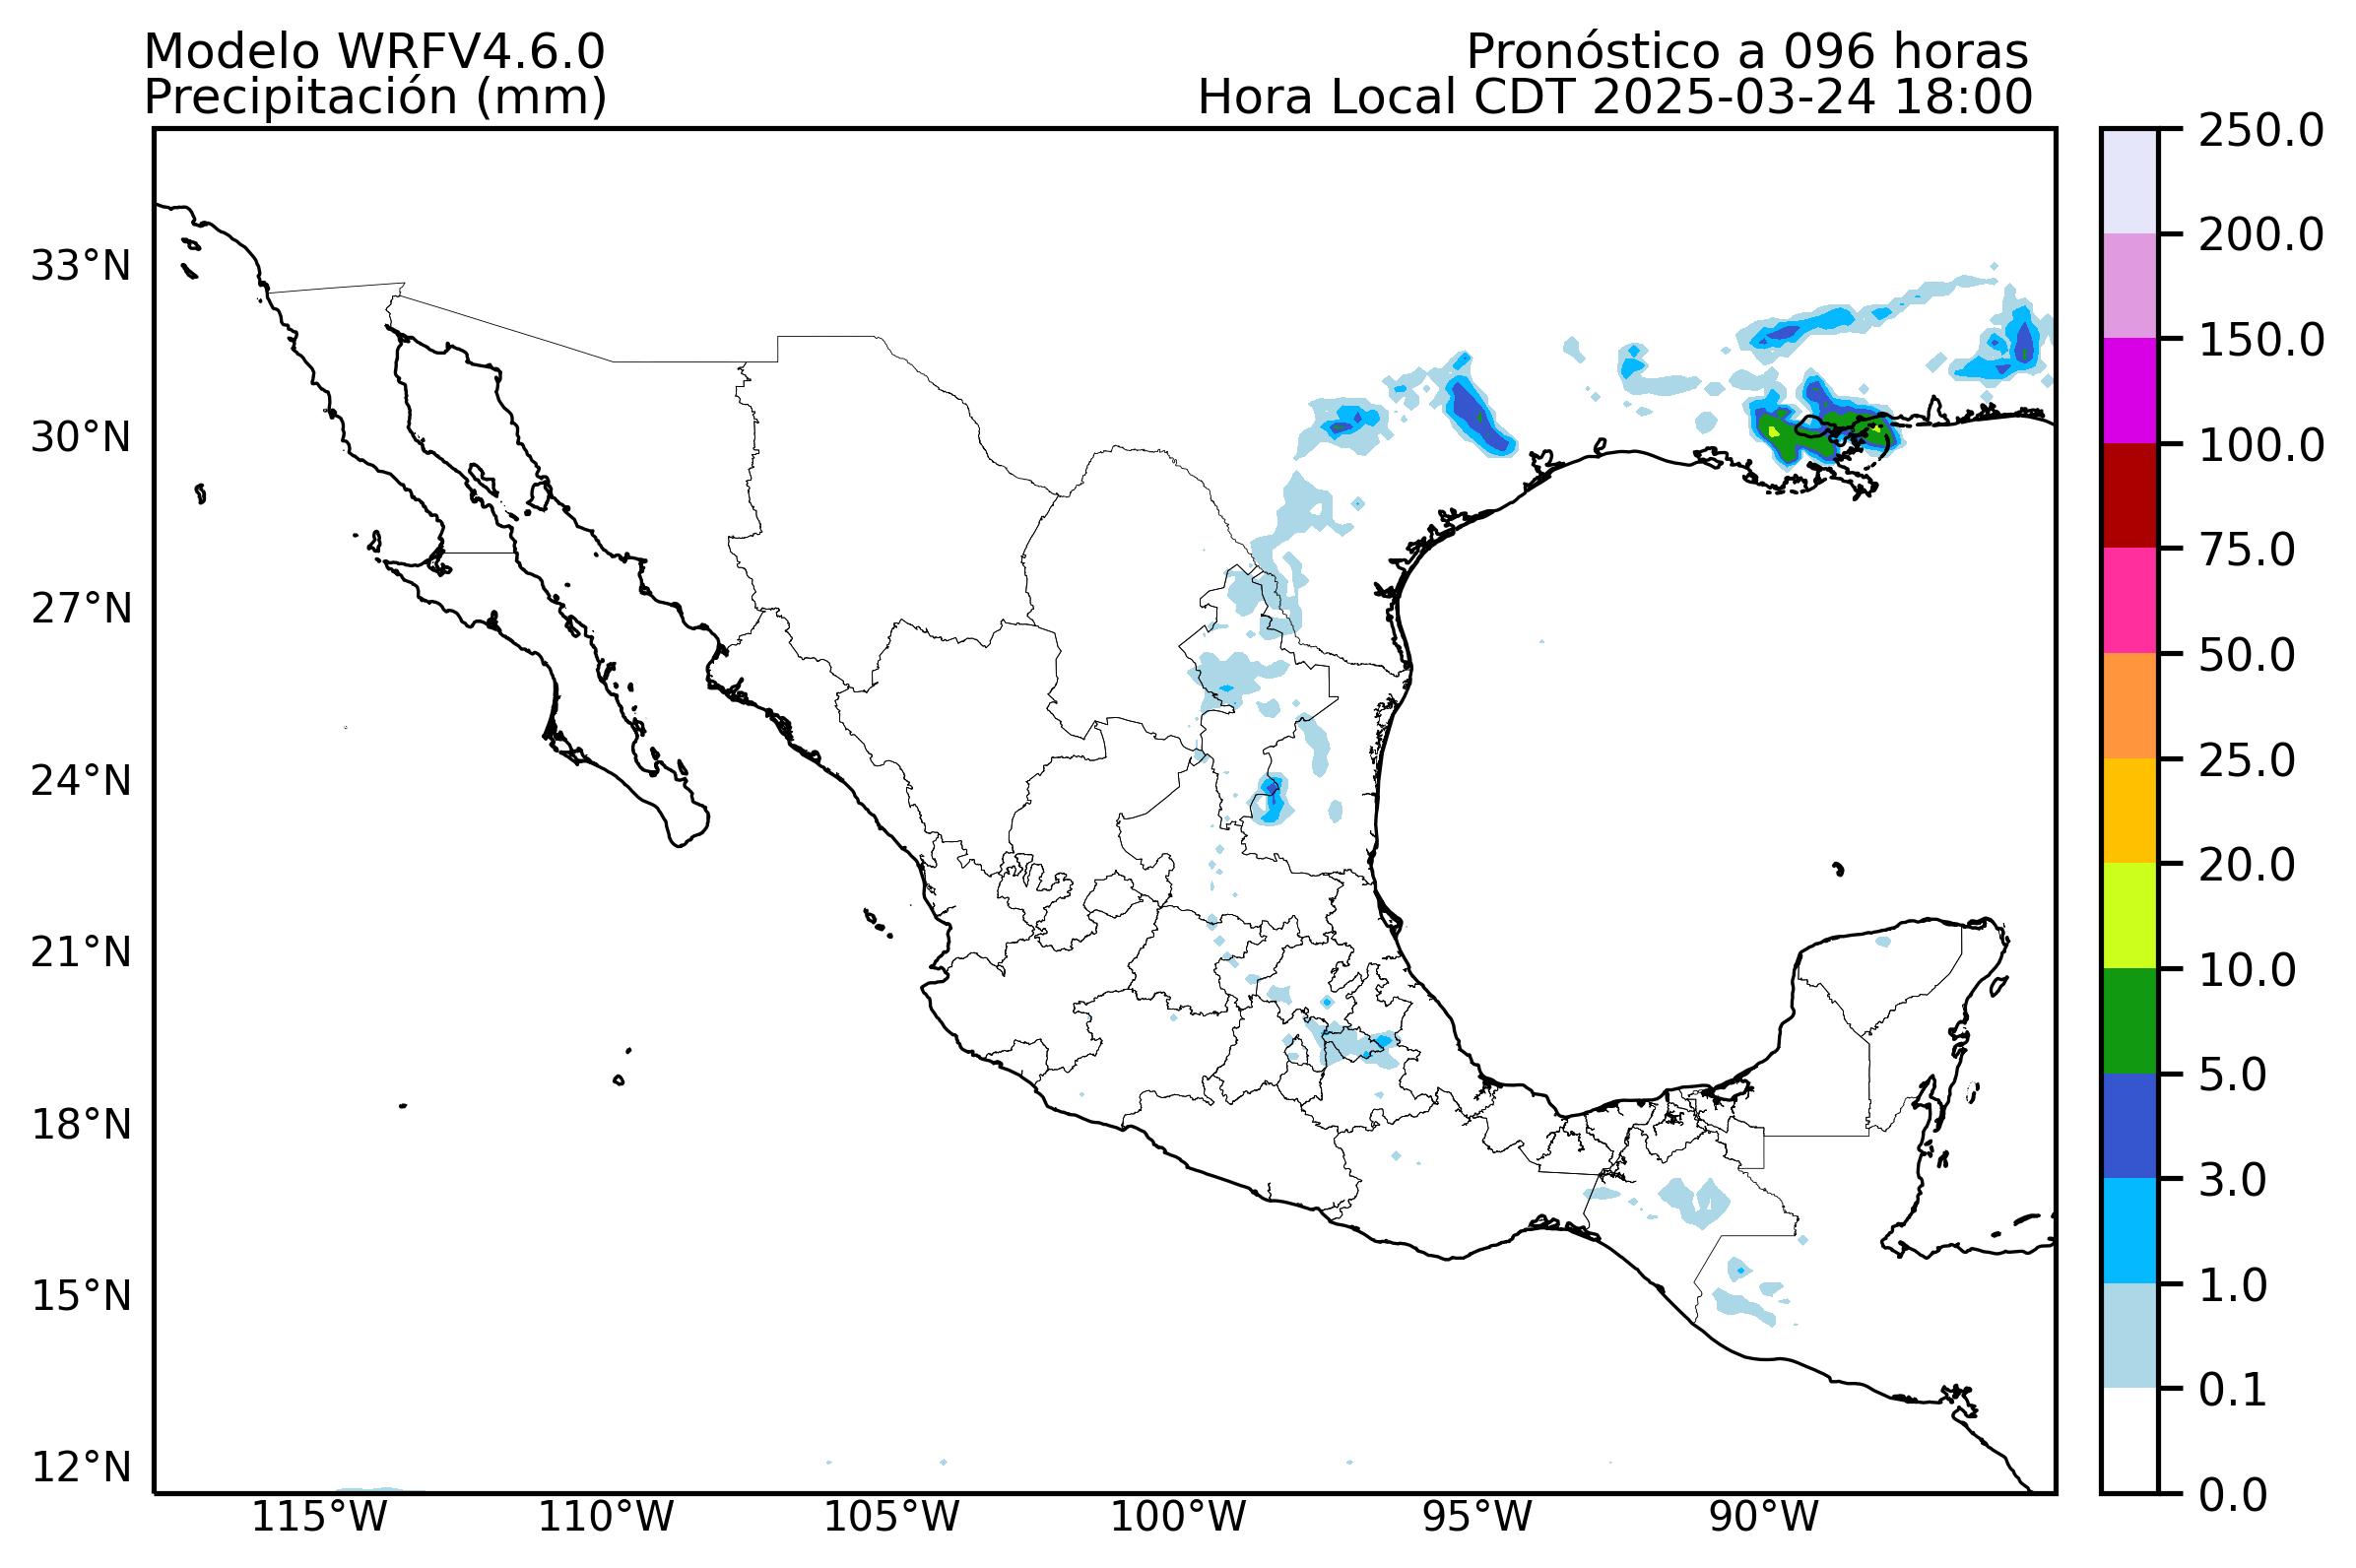 Modelo WRFV4.6.0
Pronóstico a 096 horas
Precipitación (mm)
Hora Local CDT 2025-03-24 18:00
250.0
200.0
150.0
100.0
75.0
50.0
25.0
20.0
10.0
5.0
3.0
1.0
0.1
0.0
33°N
30°N
27°N
24°N
21°N
18°N
15°N
12°N
115°W
110°W
105°W
100°W
95°W
90°W